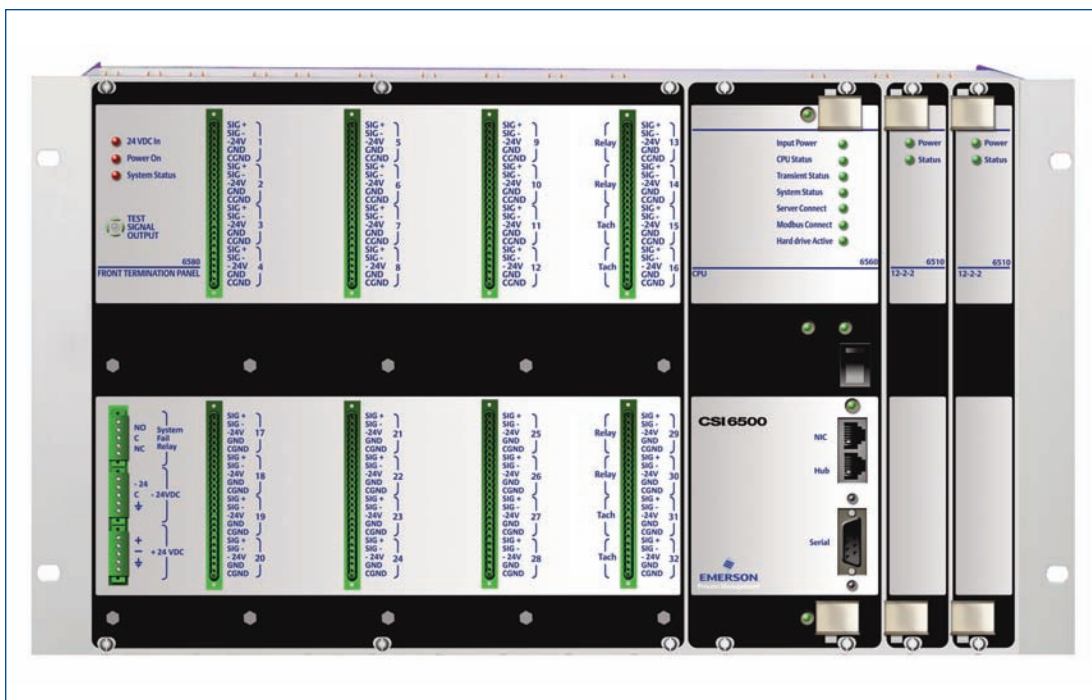 24 VDC In
Power On
System Status
TEST
SIGNAL
OUTPUT
6580
FRONT TERMINATION PANEL
SIG +
SIG -
-24V 1
GND
CGND
SIG +
SIG -
-24V 2
GND
CGND
SIG +
SIG -
-24V 3
GND
CGND
SIG +
SIG -
- 24V 4
GND
CGND
SIG +
SIG -
-24V 5
GND
CGND
SIG +
SIG -
-24V 6
GND
CGND
SIG +
SIG -
-24V 7
GND
CGND
SIG +
SIG -
- 24V 8
GND
CGND
SIG +
SIG -
-24V 9
GND
CGND
SIG +
SIG -
-24V 10
GND
CGND
SIG +
SIG -
-24V 11
GND
CGND
SIG +
SIG -
- 24V 12
GND
CGND
SIG +
SIG -
Relay -24V 13
GND
CGND
SIG +
SIG -
Relay -24V 14
GND
CGND
SIG +
SIG -
Tach -24V 15
GND
CGND
SIG +
SIG -
Tach - 24V 16
GND
CGND
Input Power
CPU Status
Transient Status
System Status
Server Connect
Modbus Connect
Hard drive Active
6560
CPU
Power
Status
6510
12-2-2
Power
Status
6510
12-2-2
NO System
C Fail
NC Relay
- 24
C - 24VDC
+
− + 24 VDC
SIG +
SIG -
-24V 17
GND
CGND
SIG +
SIG -
-24V 18
GND
CGND
SIG +
SIG -
-24V 19
GND
CGND
SIG +
SIG -
- 24V 20
GND
CGND
SIG +
SIG -
-24V 21
GND
CGND
SIG +
SIG -
-24V 22
GND
CGND
SIG +
SIG -
-24V 23
GND
CGND
SIG +
SIG -
- 24V 24
GND
CGND
SIG +
SIG -
-24V 25
GND
CGND
SIG +
SIG -
-24V 26
GND
CGND
SIG +
SIG -
-24V 27
GND
CGND
SIG +
SIG -
- 24V 28
GND
CGND
SIG +
SIG -
Relay -24V 29
GND
CGND
SIG +
SIG -
Relay -24V 30
GND
CGND
SIG +
SIG -
Tach -24V 31
GND
CGND
SIG +
SIG -
Tach - 24V 32
GND
CGND
CSI 6500
NIC
Hub
Serial
EMERSON
Process Management